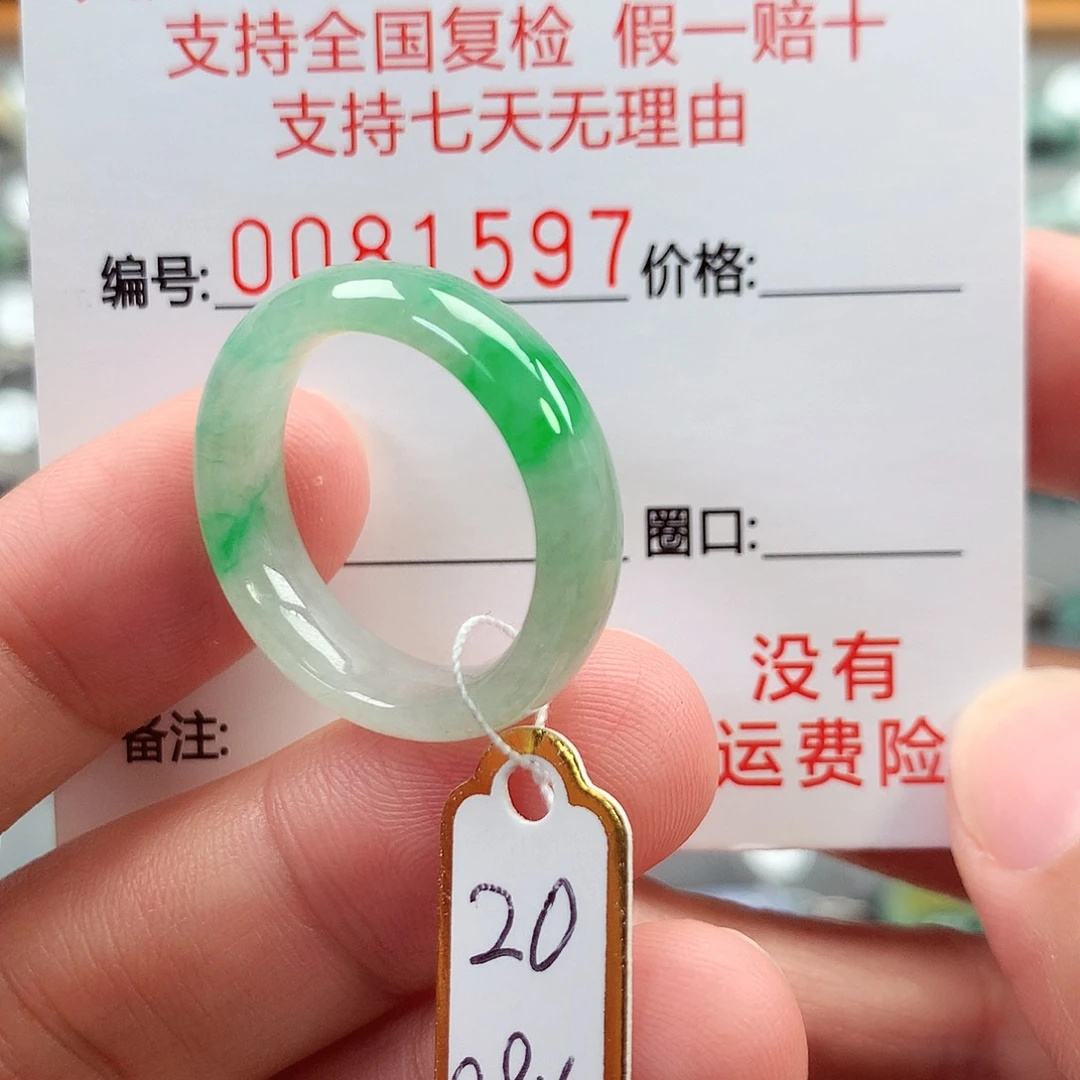 支持全国复检 假一赔十
支持七天无理由
编号: 0081597 价格:
圈口:
没有
备注:
运费险
20